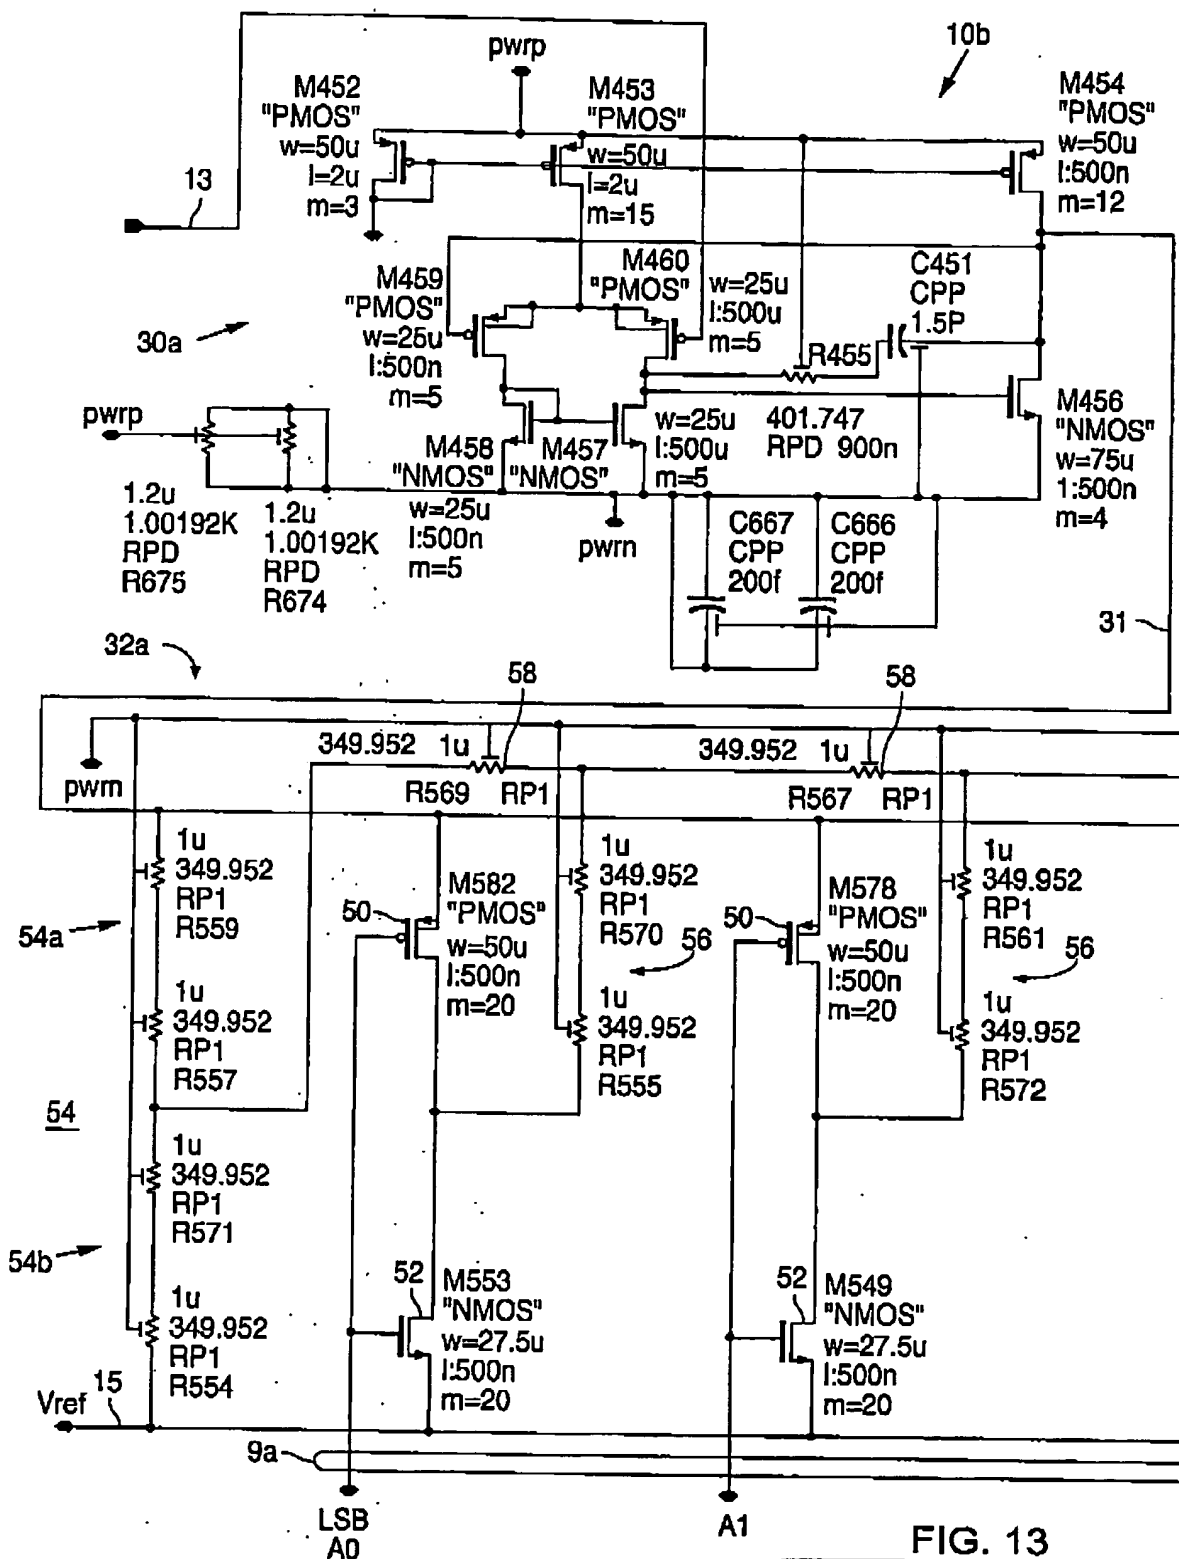 10b
pwrp
M452
"PMOS"
w=50u
l=2u
m=3
M453
"PMOS"
w=50u
l=2u
m=15
M454
"PMOS"
w=50u
l:500n
m=12
13
M459
"PMOS"
w=25u
l:500n
m=5
M460
"PMOS"
w=25u
l:500u
m=5
C451
CPP
1.5P
30a
R455
401.747
RPD 900n
pwrp
M458
"NMOS"
w=25u
l:500n
m=5
M457
"NMOS"
w=25u
l:500u
m=5
M456
"NMOS"
w=75u
1:500n
m=4
1.2u
1.00192K
RPD
R675
1.2u
1.00192K
RPD
R674
pwrn
C667
CPP
200f
C666
CPP
200f
31
32a
58
58
pwrn
349.952
1u
R569
RP1
349.952
1u
R567
RP1
1u
349.952
RP1
R559
54a
50
M582
"PMOS"
w=50u
l:500n
m=20
1u
349.952
RP1
R570
56
50
M578
"PMOS"
w=50u
l:500n
m=20
1u
349.952
RP1
R561
56
1u
349.952
RP1
R557
1u
349.952
RP1
R555
1u
349.952
RP1
R572
54
1u
349.952
RP1
R571
54b
1u
349.952
RP1
R554
52
M553
"NMOS"
w=27.5u
l:500n
m=20
52
M549
"NMOS"
w=27.5u
l:500n
m=20
Vref
15
9a
LSB
A0
A1
FIG. 13